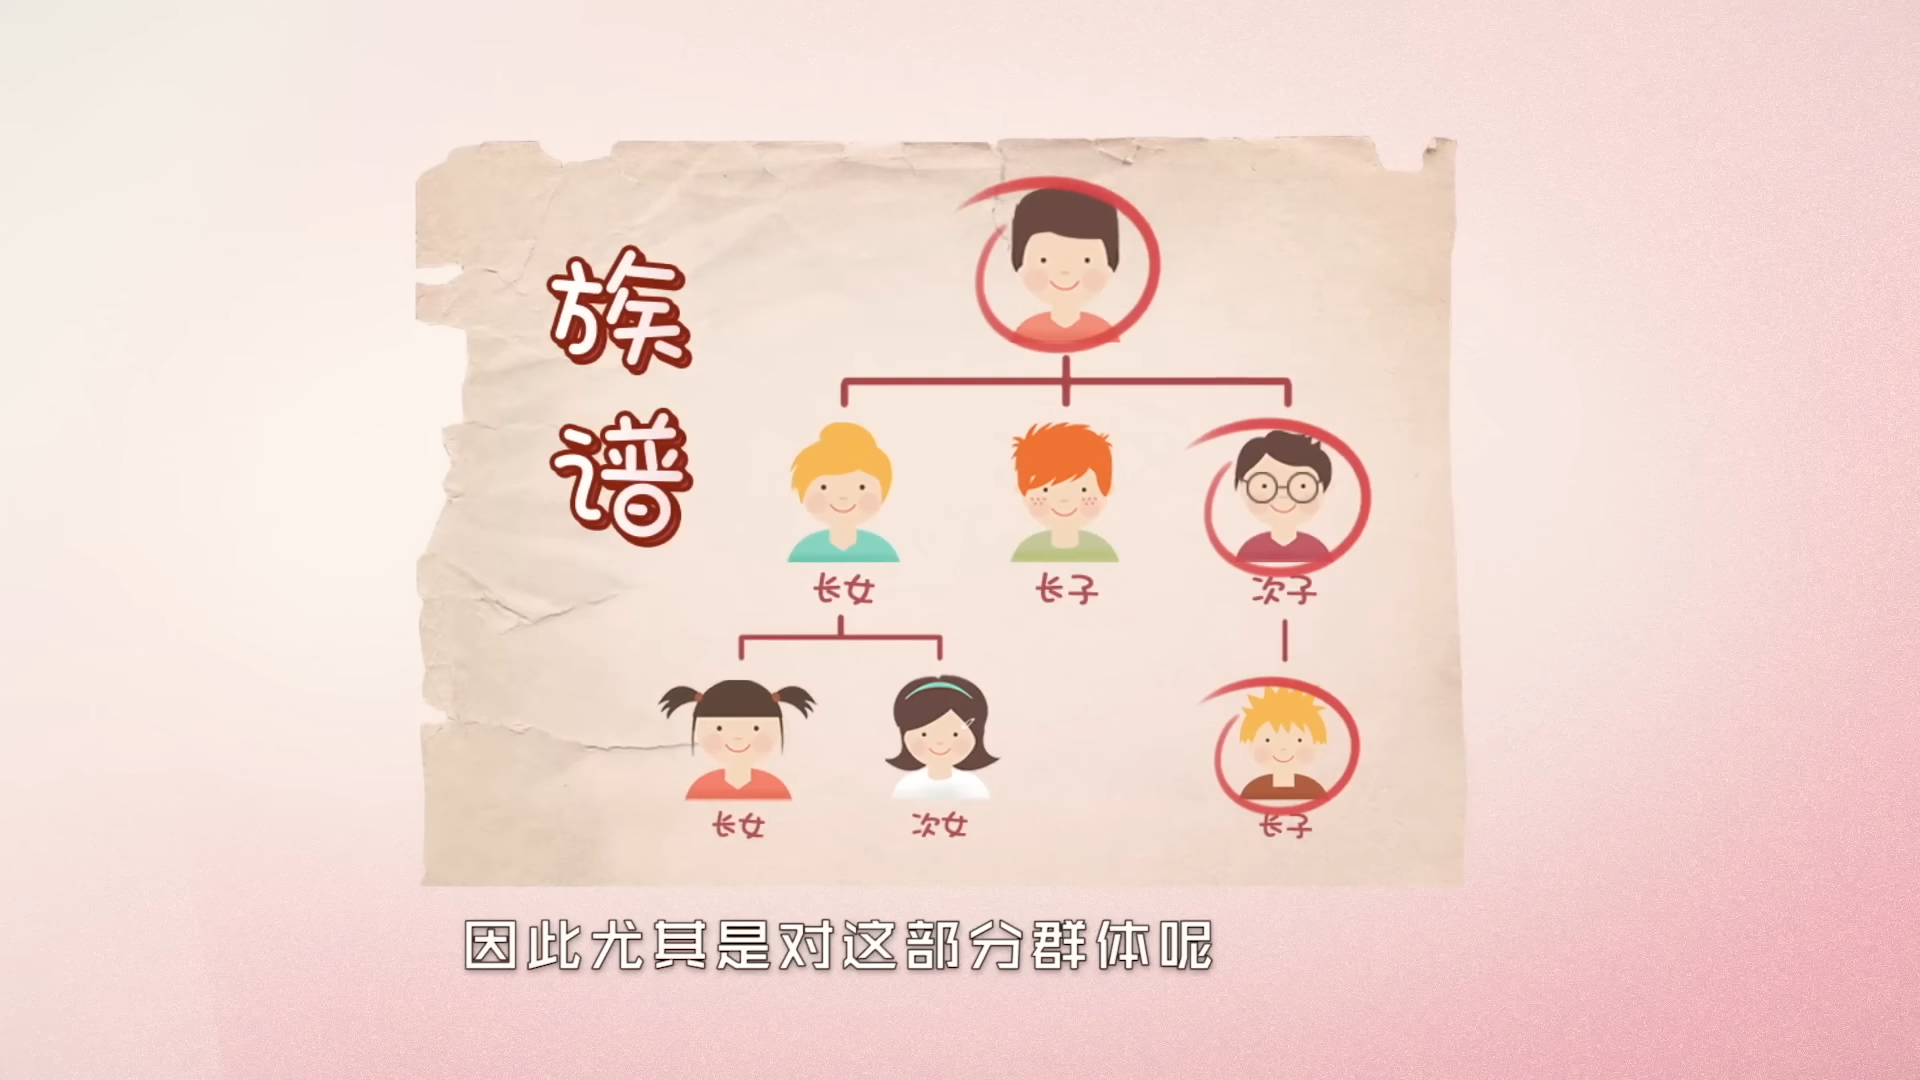 族
谱
长女
长子
次子
长女
次女
长子
因此尤其是对这部分群体呢